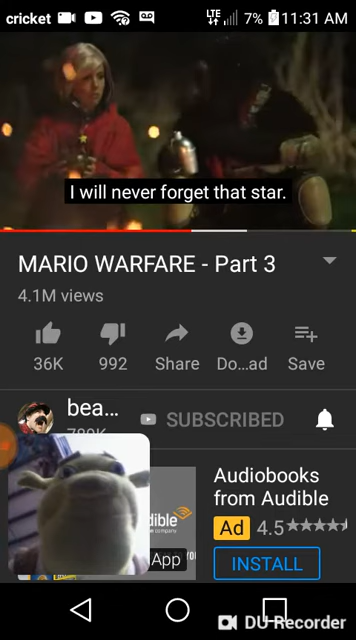 cricket LTE 7% 11:31 AM
I will never forget that star.
MARIO WARFARE - Part 3
4.1M views
36K 992 Share Do...ad Save
bea...
SUBSCRIBED
Audiobooks
from Audible
dible
Ad 4.5
App
INSTALL
DU Recorder